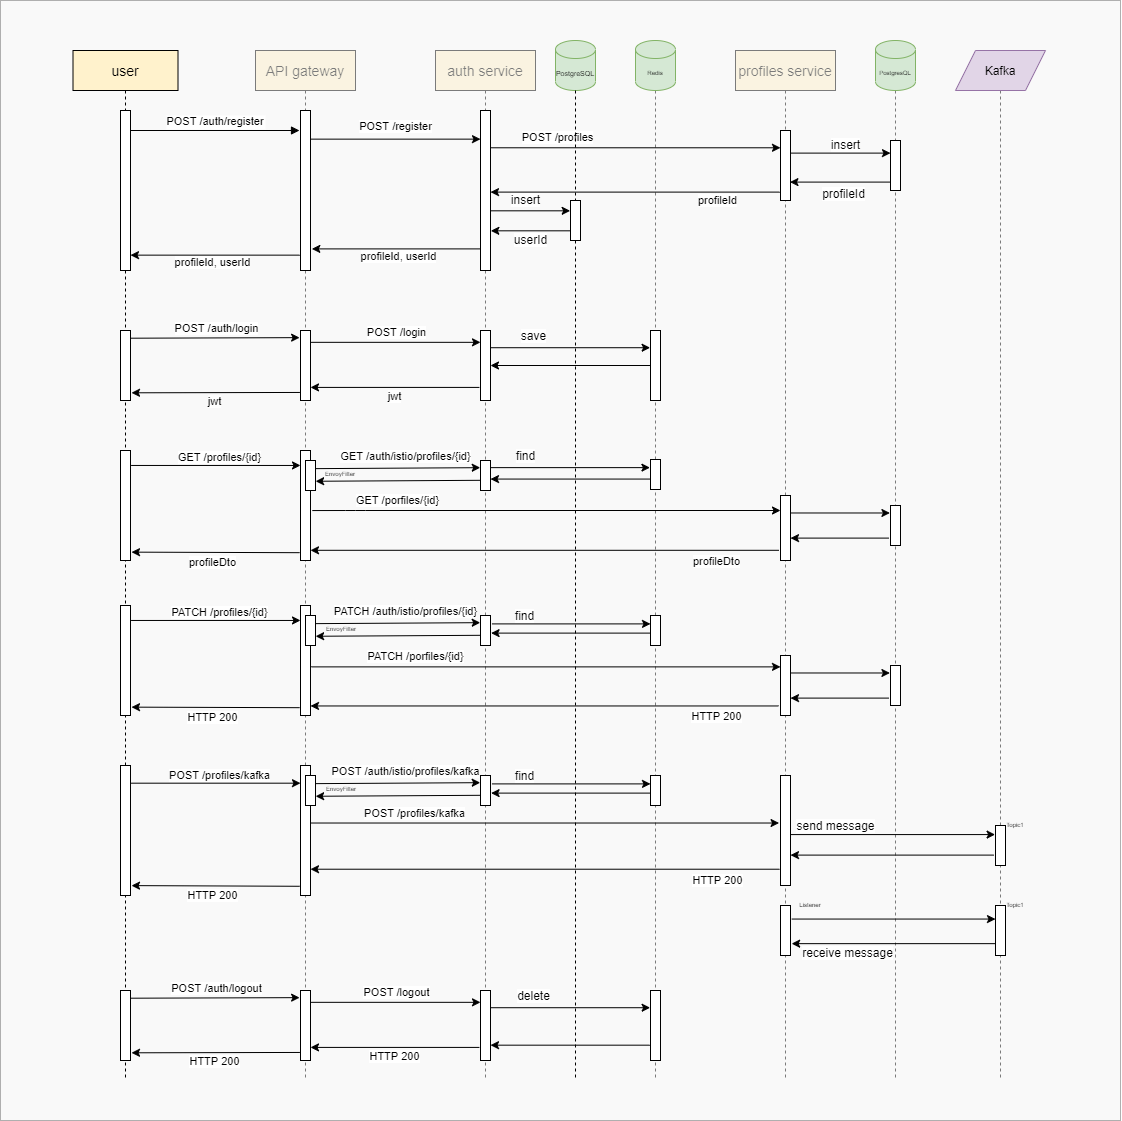 user
API gateway
auth service
PostgreSQL
Redis
profiles service
PostgresQL
Kafka
POST /auth/register
POST /register
POST /profiles
insert
profileId
profileId
insert
userId
profileId, userId
profileId, userId
POST /auth/login
POST /login
save
jwt
jwt
GET /profiles/{id}
GET /auth/istio/profiles/{id}
find
EnvoyFilter
GET /porfiles/{id}
profileDto
profileDto
PATCH /profiles/{id}
PATCH /auth/istio/profiles/{id}
find
EnvoyFilter
PATCH /porfiles/{id}
HTTP 200
HTTP 200
POST /profiles/kafka
POST /auth/istio/profiles/kafka
find
EnvoyFilter
POST /profiles/kafka
send message
Topic1
HTTP 200
HTTP 200
Listener
Topic1
receive message
POST /auth/logout
POST /logout
delete
HTTP 200
HTTP 200